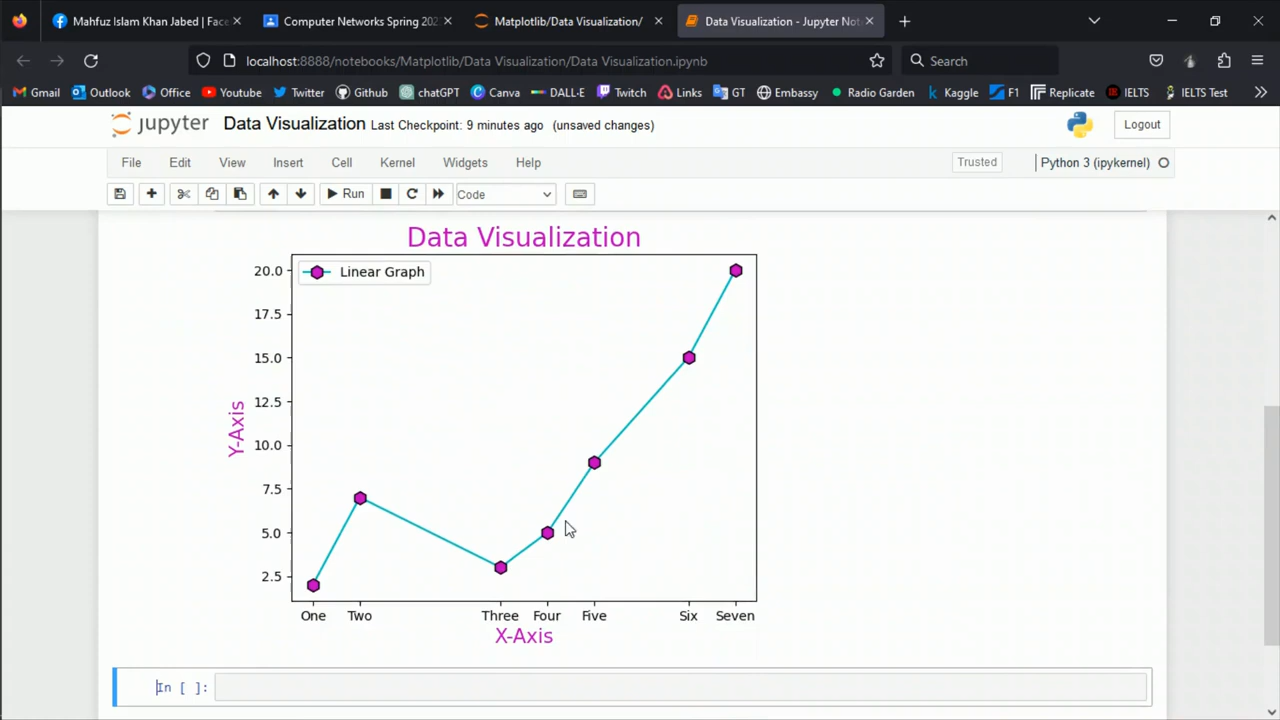 Mahfuz Islam Khan Jabed | Face
Computer Networks Spring 202
Matplotlib/Data Visualization/
Data Visualization - Jupyter Not
localhost:8888/notebooks/Matplotlib/Data Visualization/Data Visualization.ipynb
Search
Gmail Outlook Office Youtube Twitter Github chatGPT Canva DALL-E Twitch Links GT Embassy Radio Garden Kaggle F1 Replicate IELTS IELTS Test
jupyter Data Visualization Last Checkpoint: 9 minutes ago (unsaved changes) Logout
File Edit View Insert Cell Kernel Widgets Help Trusted Python 3 (ipykernel)
Run Code
Data Visualization
Linear Graph
20.0
17.5
15.0
12.5
10.0
7.5
5.0
2.5
Y-Axis
One Two Three Four Five Six Seven
X-Axis
In [ ]: